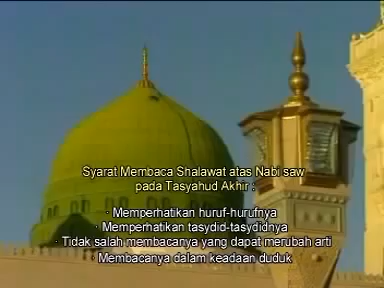 Syarat Membaca Shalawat atas Nabi saw
pada Tasyahud Akhir :
· Memperhatikan huruf-hurufnya
· Memperhatikan tasydid-tasydidnya
· Tidak salah membacanya yang dapat merubah arti
· Membacanya dalam keadaan duduk